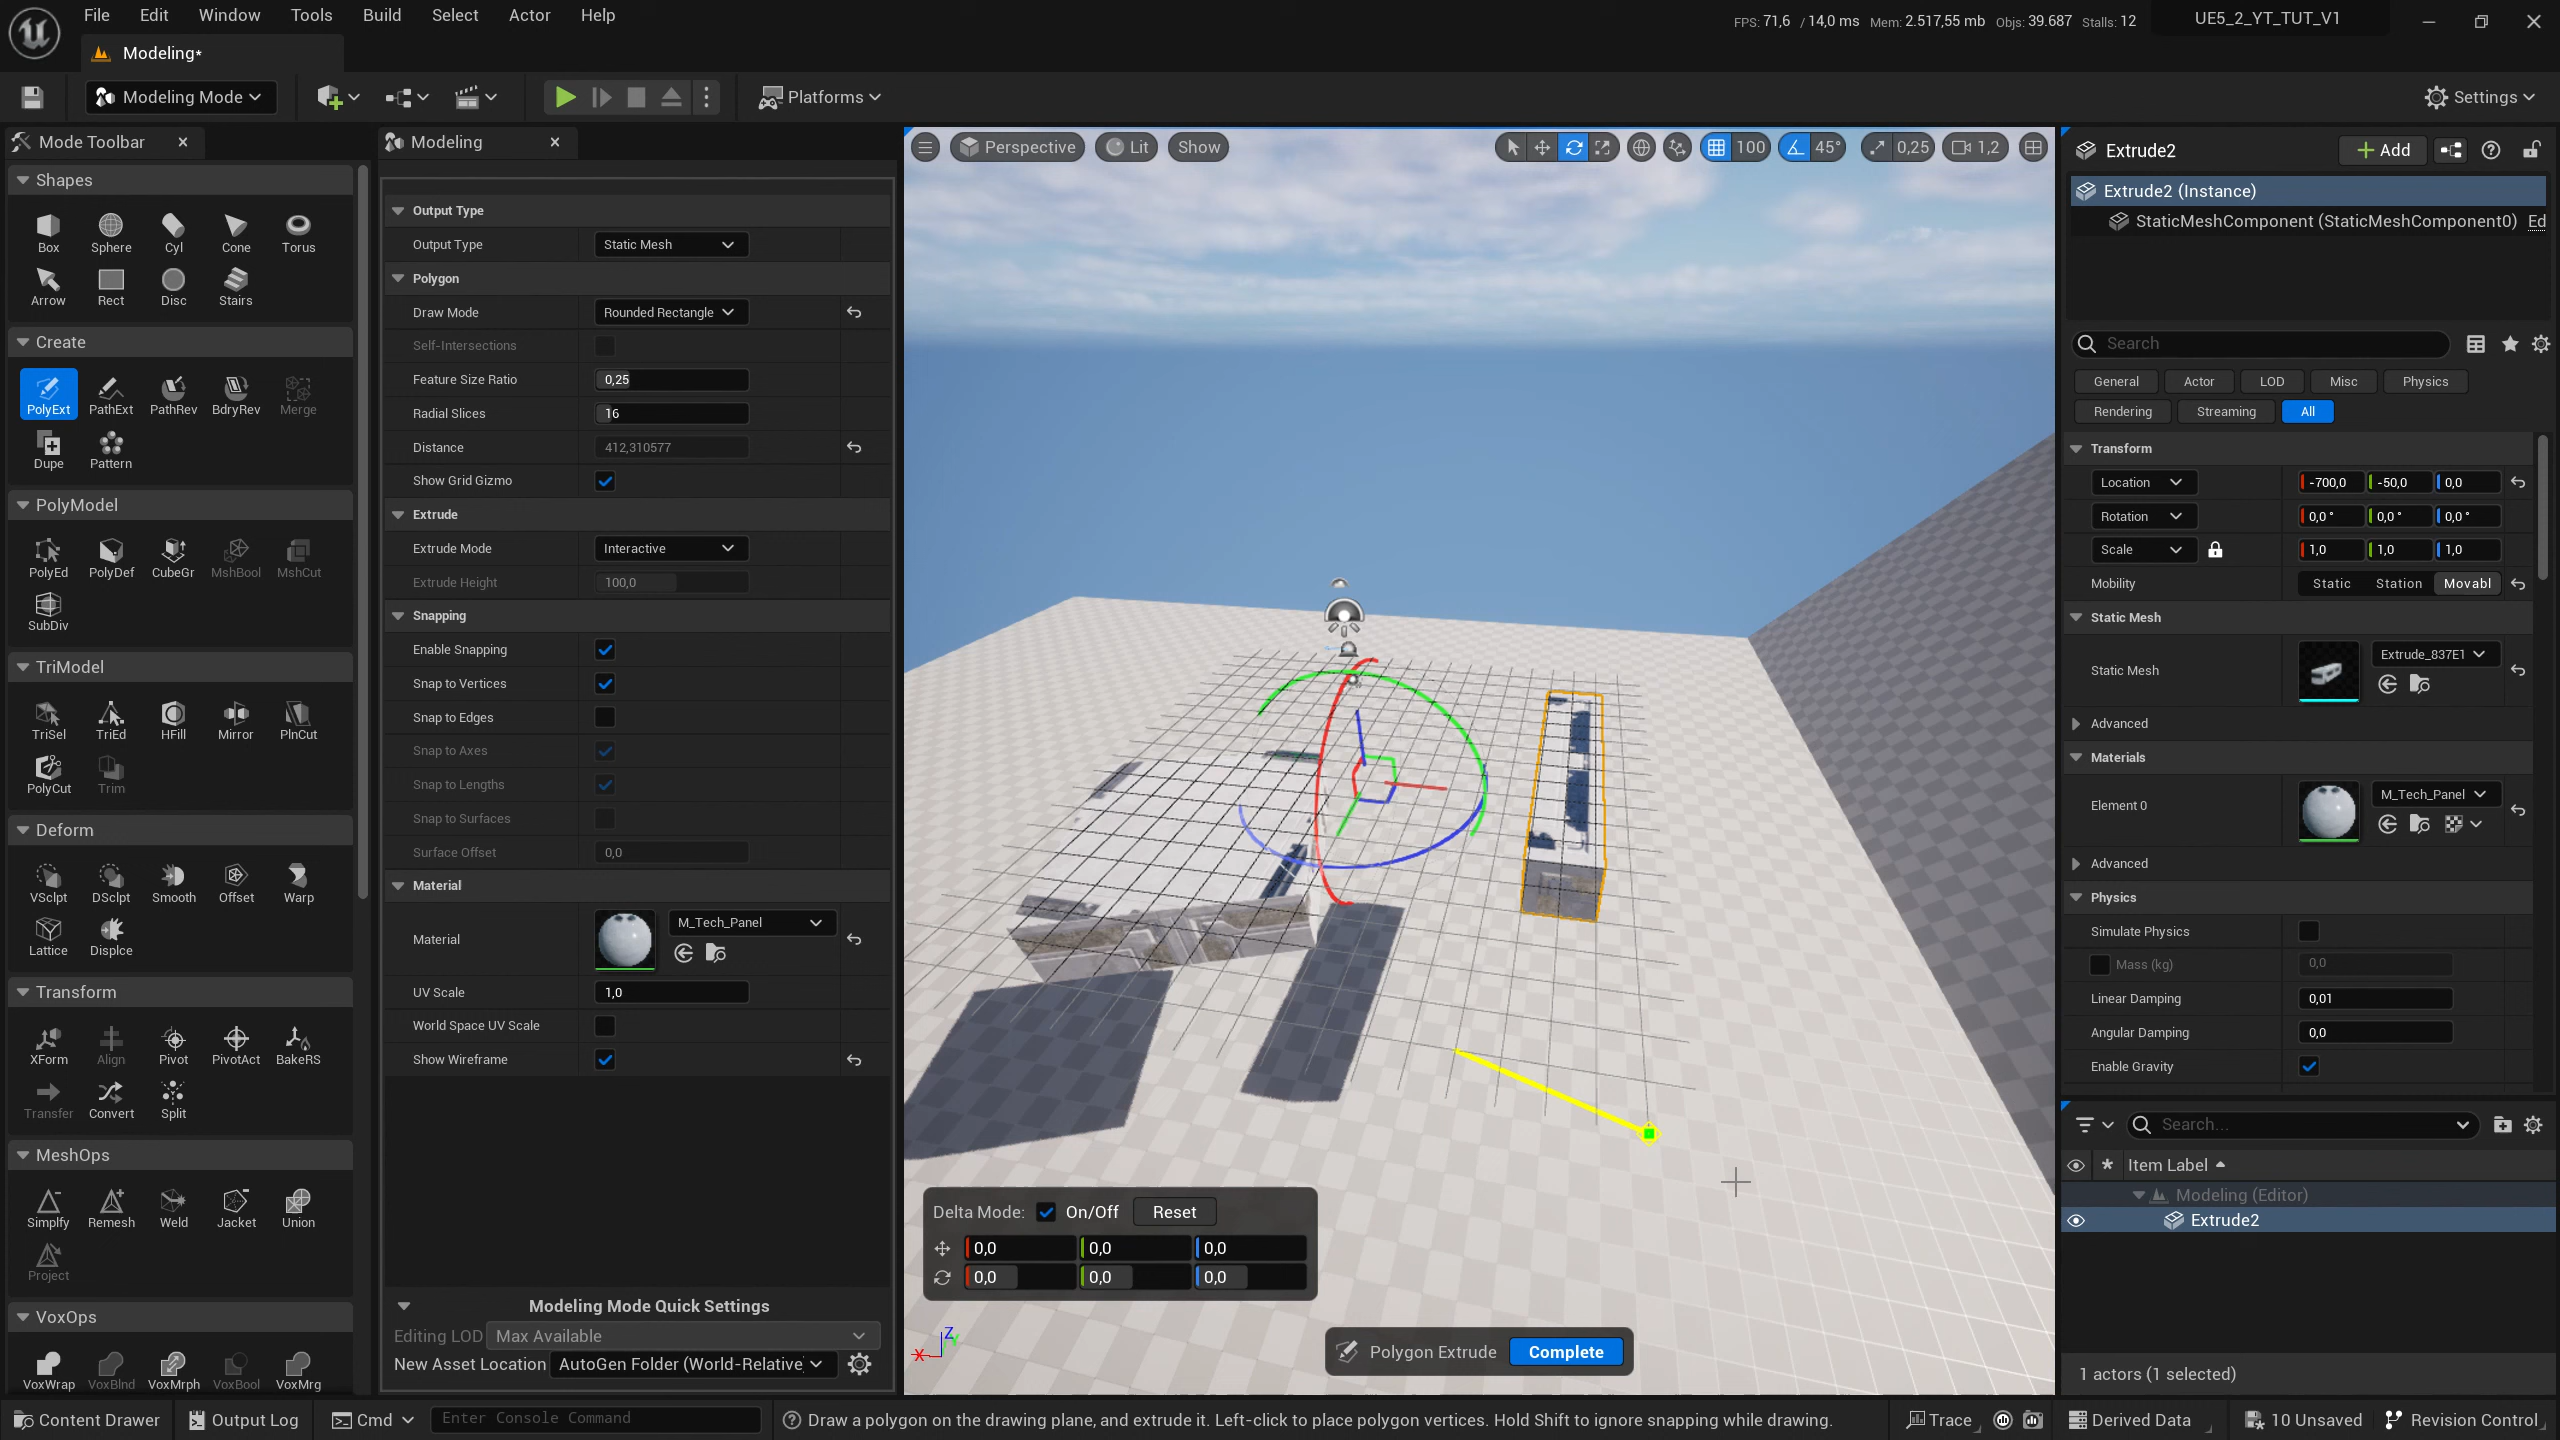 File Edit Window Tools Build Select Actor Help
FPS: 71,6 / 14,0 ms Mem: 2.517,55 mb Objs: 39.687 Stalls: 12 UE5_2_YT_TUT_V1
Modeling*
Modeling Mode Platforms Settings
Mode Toolbar
Shapes
Box Sphere Cyl Cone Torus
Arrow Rect Disc Stairs
Create
PolyExt PathExt PathRev BdryRev Merge
Dupe Pattern
PolyModel
PolyEd PolyDef CubeGr MshBool MshCut
SubDiv
TriModel
TriSel TriEd HFill Mirror PlnCut
PolyCut Trim
Deform
VSclpt DSclpt Smooth Offset Warp
Lattice Displce
Transform
XForm Align Pivot PivotAct BakeRS
Transfer Convert Split
MeshOps
Simplfy Remesh Weld Jacket Union
Project
VoxOps
VoxWrap VoxBlnd VoxMrph VoxBool VoxMrg
Modeling
Output Type
Output Type Static Mesh
Polygon
Draw Mode Rounded Rectangle
Self-Intersections
Feature Size Ratio 0,25
Radial Slices 16
Distance 412,310577
Show Grid Gizmo
Extrude
Extrude Mode Interactive
Extrude Height 100,0
Snapping
Enable Snapping
Snap to Vertices
Snap to Edges
Snap to Axes
Snap to Lengths
Snap to Surfaces
Surface Offset 0,0
Material
Material M_Tech_Panel
UV Scale 1,0
World Space UV Scale
Show Wireframe
Modeling Mode Quick Settings
Editing LOD Max Available
New Asset Location AutoGen Folder (World-Relative)
Perspective Lit Show 100 45° 0,25 1,2
Delta Mode: On/Off Reset
0,0 0,0 0,0
0,0 0,0 0,0
Z Y
X
Polygon Extrude Complete
Extrude2 Add
Extrude2 (Instance)
StaticMeshComponent (StaticMeshComponent0) Ed
Search
General Actor LOD Misc Physics
Rendering Streaming All
Transform
Location -700,0 -50,0 0,0
Rotation 0,0 ° 0,0 ° 0,0 °
Scale 1,0 1,0 1,0
Mobility Static Station Movabl
Static Mesh
Static Mesh Extrude_837E1
Advanced
Materials
Element 0 M_Tech_Panel
Advanced
Physics
Simulate Physics
Mass (kg) 0,0
Linear Damping 0,01
Angular Damping 0,0
Enable Gravity
Search...
Item Label
Modeling (Editor)
Extrude2
1 actors (1 selected)
Content Drawer Output Log Cmd Enter Console Command Draw a polygon on the drawing plane, and extrude it. Left-click to place polygon vertices. Hold Shift to ignore snapping while drawing. Trace Derived Data 10 Unsaved Revision Control